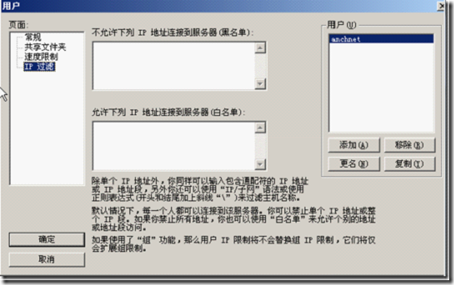 用户
页面:
常规
共享文件夹
速度限制
IP 过滤
不允许下列 IP 地址连接到服务器(黑名单):
允许下列 IP 地址连接到服务器(白名单):
除单个 IP 地址外，你同样可以输入包含通配符的 IP 地址
或 IP 地址段，另外你还可以使用 "IP/子网" 语法或使用
正则表达式(开头和结尾加上斜线 "\" )来过滤主机名称。
默认情况下，每一个人都可以连接到该服务器。你可以禁止单个 IP 地址或整
个 IP 段。如果你禁止所有地址，你也可以使用 "白名单" 来允许个别的地址
或地址段访问。
如果使用了 "组" 功能，那么用户 IP 限制将不会替换组 IP 限制，它们将仅
会扩展组限制。
用户(U)
anchnet
添加(A)
移除(R)
更名(N)
复制(Y)
确定
取消